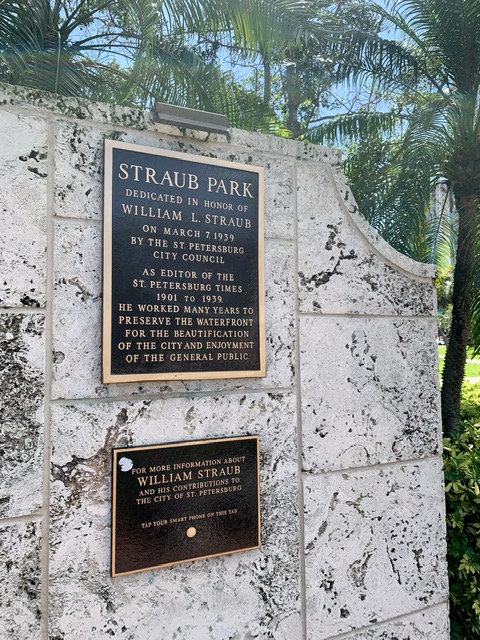 STRAUB PARK
DEDICATED IN HONOR OF
WILLIAM L. STRAUB
ON MARCH 7, 1939
BY THE ST. PETERSBURG
CITY COUNCIL
AS EDITOR OF THE
ST. PETERSBURG TIMES
1901 TO 1939.
HE WORKED MANY YEARS TO
PRESERVE THE WATERFRONT
FOR THE BEAUTIFICATION
OF THE CITY AND ENJOYMENT
OF THE GENERAL PUBLIC
FOR MORE INFORMATION ABOUT
WILLIAM STRAUB
AND HIS CONTRIBUTIONS TO
THE CITY OF ST. PETERSBURG
TAP YOUR SMART PHONE ON THIS TAB